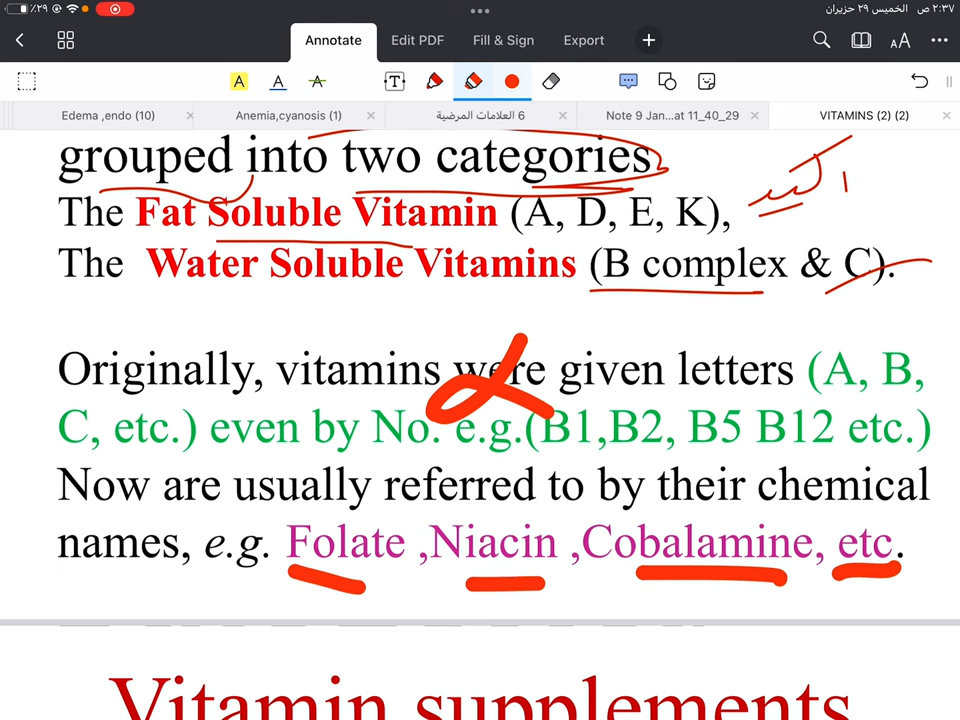 ٪٢٩ ٢:٣٧ ص الخميس ٢٩ حزيران
Annotate Edit PDF Fill & Sign Export
A A A T AA
Edema ,endo (10) Anemia,cyanosis (1) 6 العلامات المرضية Note 9 Jan...at 11_40_29 VITAMINS (2) (2)
grouped into two categories
The Fat Soluble Vitamin (A, D, E, K),
The Water Soluble Vitamins (B complex & C).
Originally, vitamins were given letters (A, B,
C, etc.) even by No. e.g.(B1,B2, B5 B12 etc.)
Now are usually referred to by their chemical
names, e.g. Folate ,Niacin ,Cobalamine, etc.
Vitamin supplements